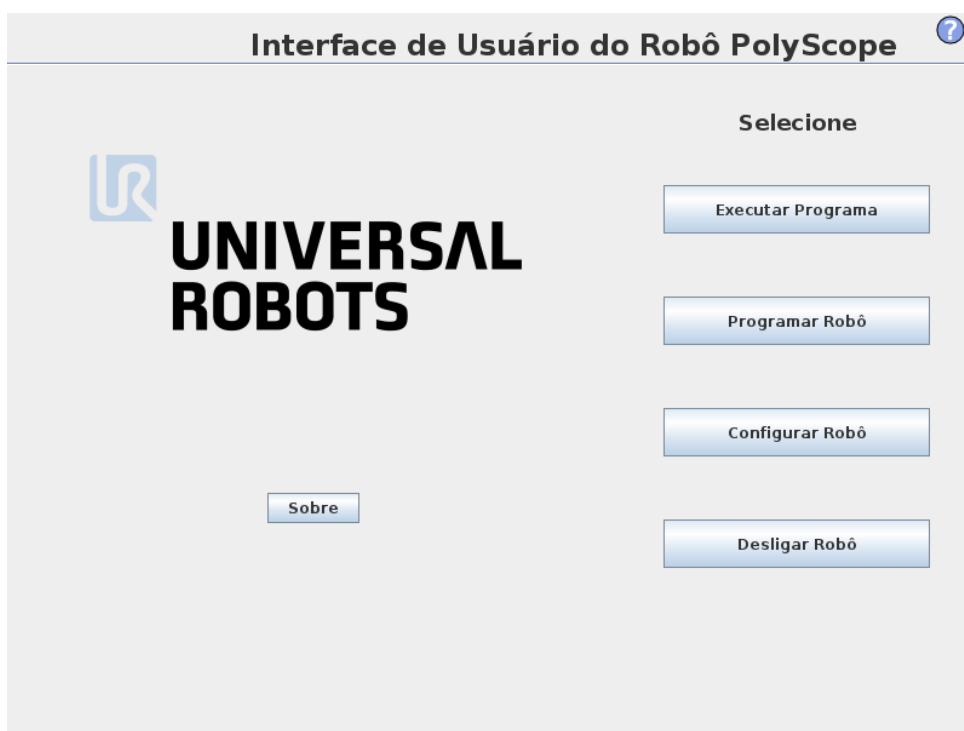 Interface de Usuário do Robô PolyScope
?
Selecione
UR
UNIVERSAL
ROBOTS
Executar Programa
Programar Robô
Configurar Robô
Sobre
Desligar Robô